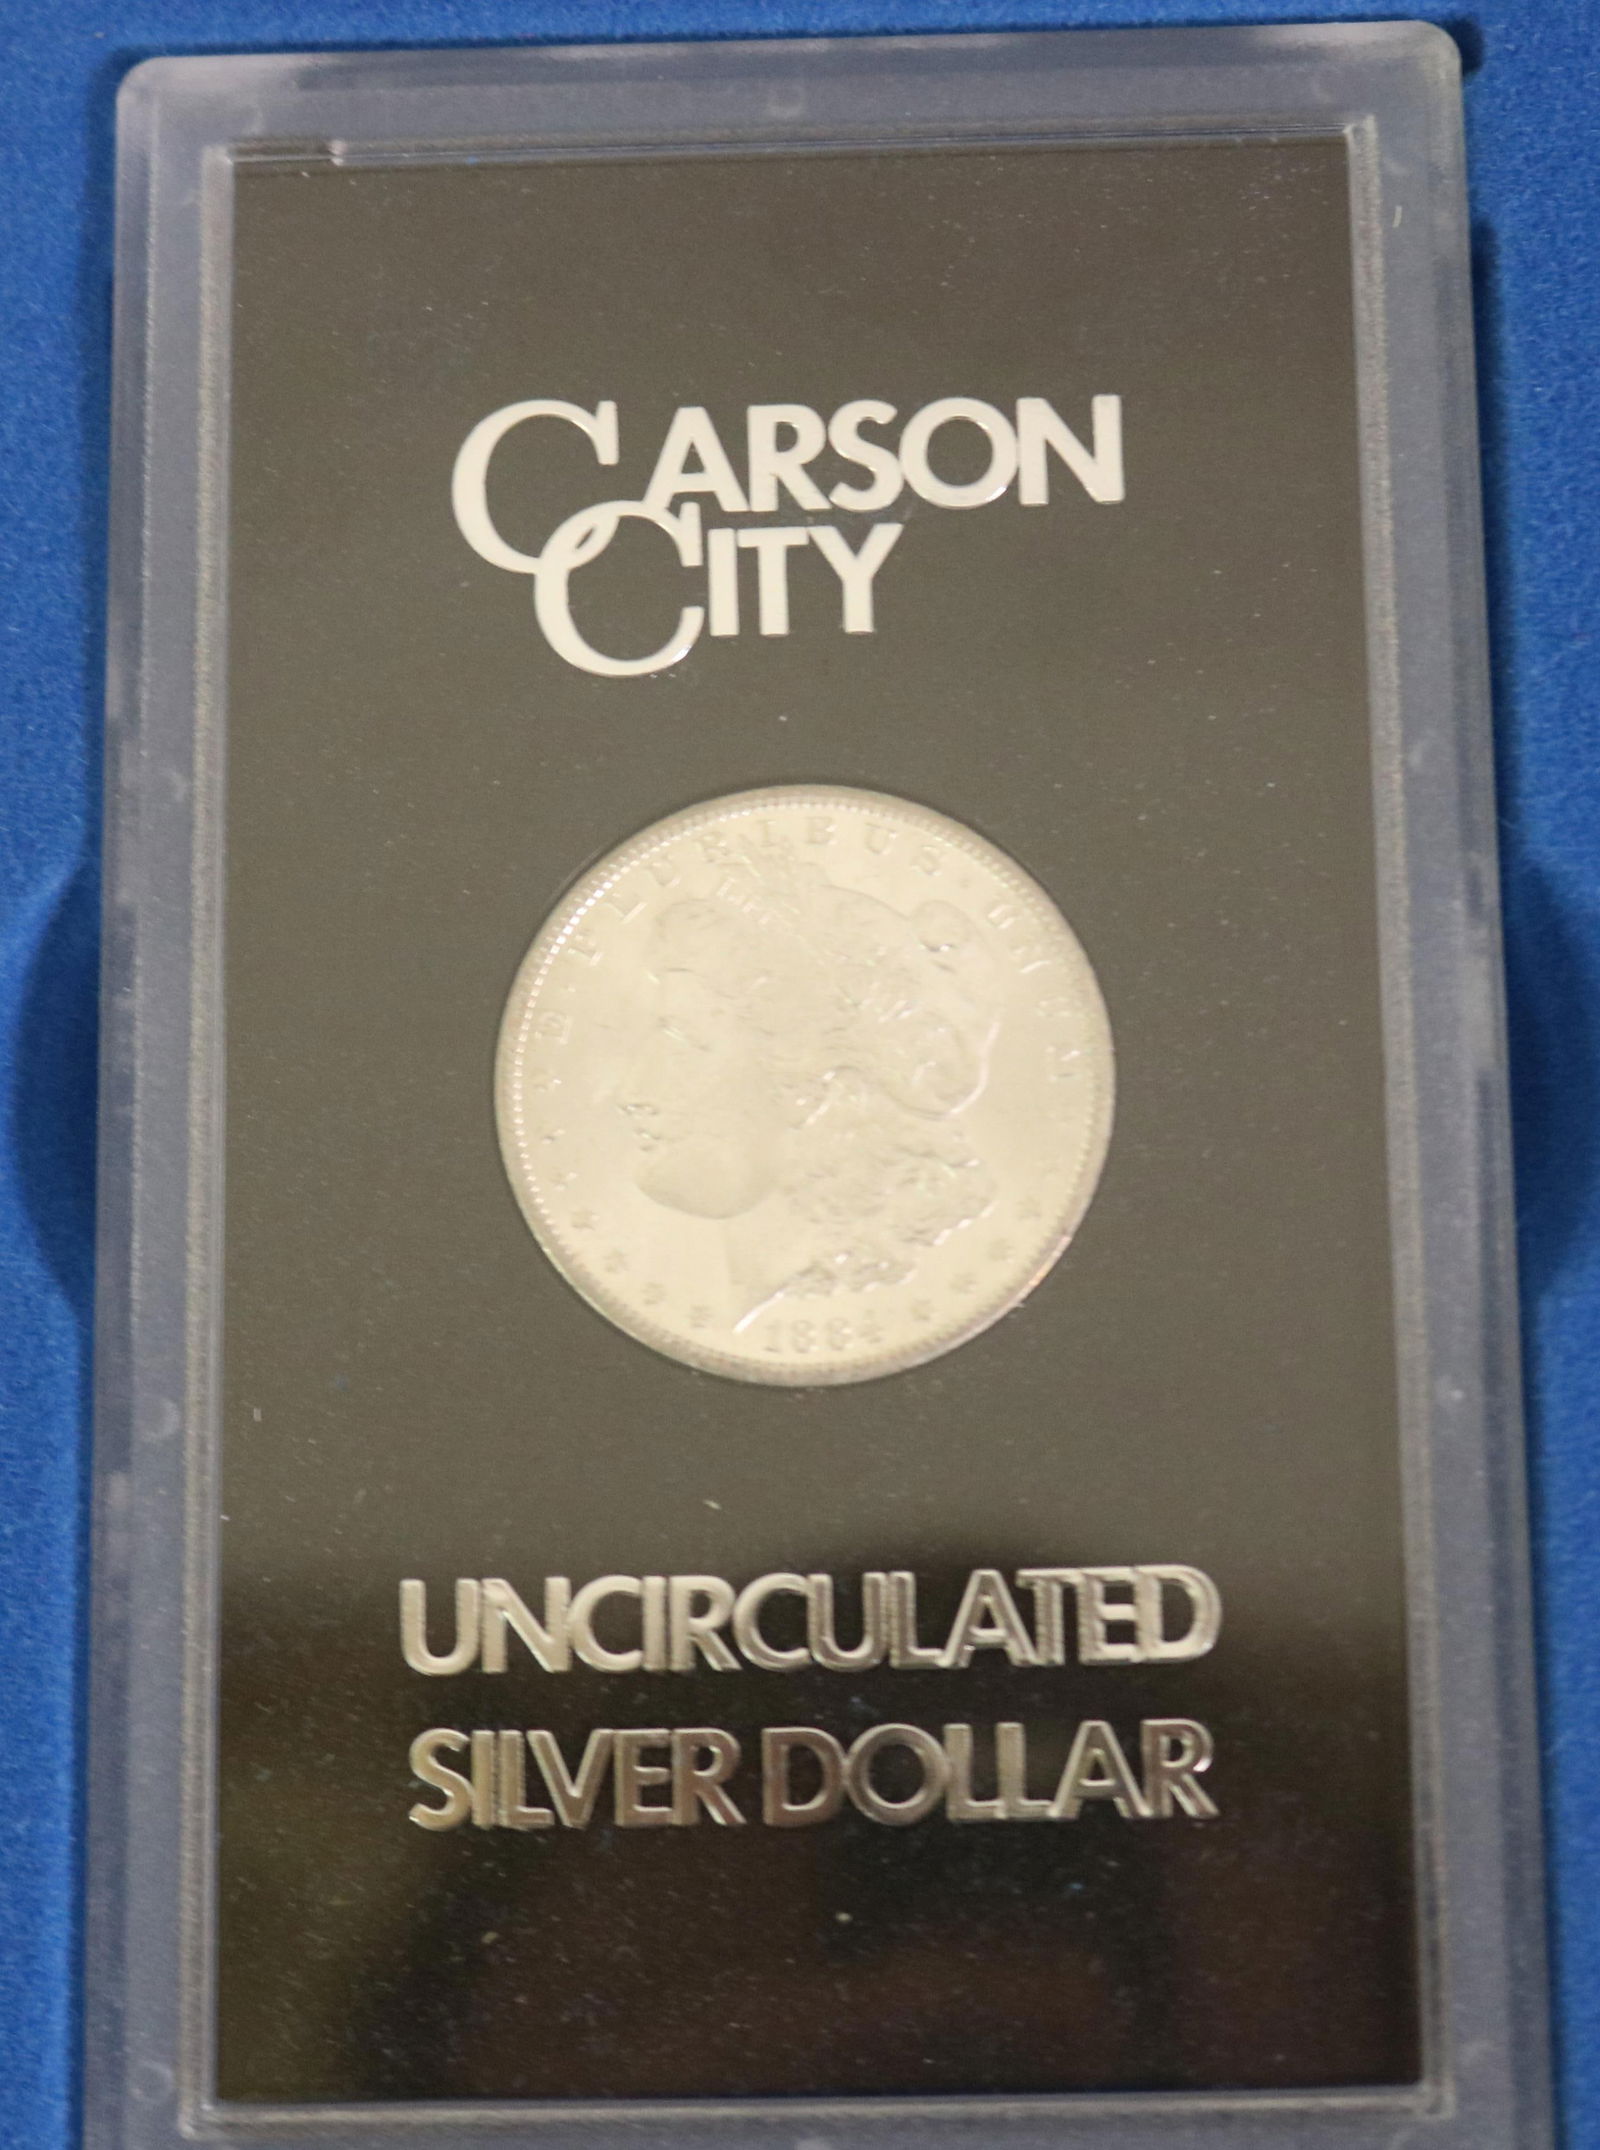 CARSON
CITY
E·PLURIBUS·UNUM
1884
UNCIRCULATED
SILVER DOLLAR